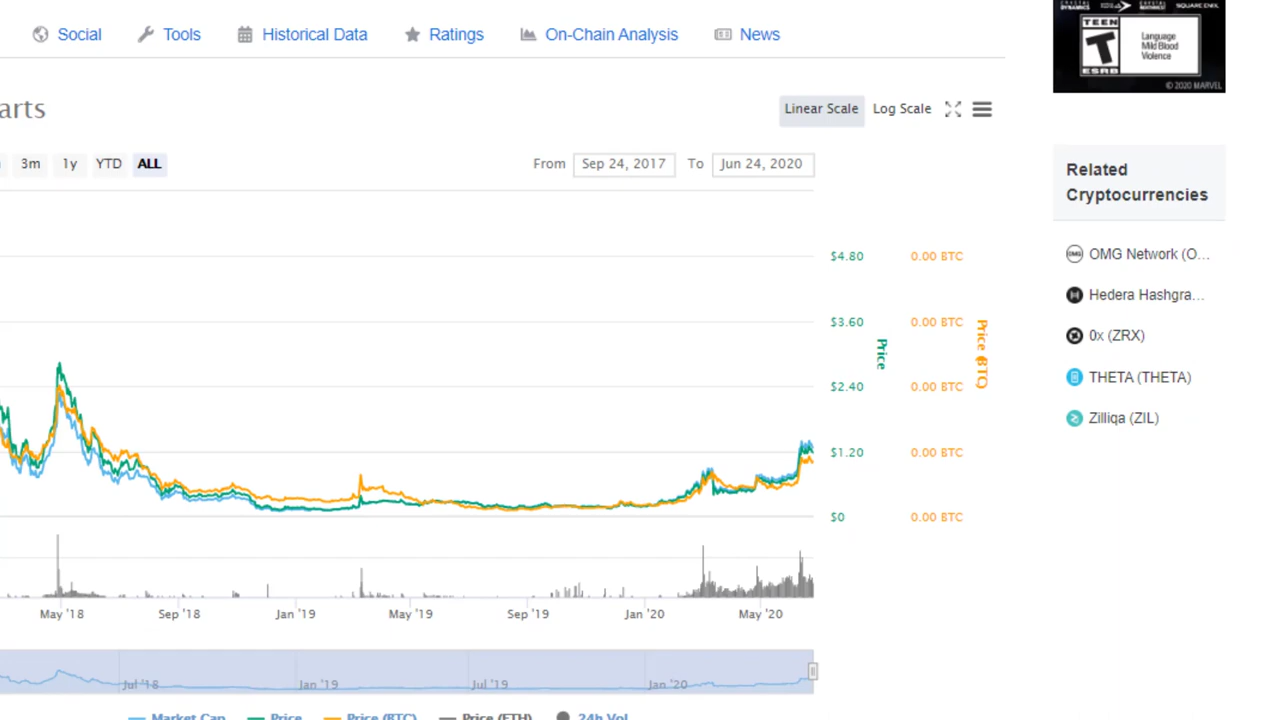 Social Tools Historical Data Ratings On-Chain Analysis News
TEEN
ESRB
Language
Mild Blood
Violence
SQUARE ENIX
© 2020 MARVEL
arts
Linear Scale Log Scale
3m 1y YTD ALL
From Sep 24, 2017 To Jun 24, 2020
$4.80 0.00 BTC
$3.60 0.00 BTC
$2.40 0.00 BTC
$1.20 0.00 BTC
$0 0.00 BTC
Price
Price (BTC)
May '18 Sep '18 Jan '19 May '19 Sep '19 Jan '20 May '20
Jul '18 Jan '19 Jul '19 Jan '20
Market Cap Price Price (BTC) Price (ETH) 24h Vol
Related
Cryptocurrencies
OMG Network (O...
Hedera Hashgra...
0x (ZRX)
THETA (THETA)
Zilliqa (ZIL)